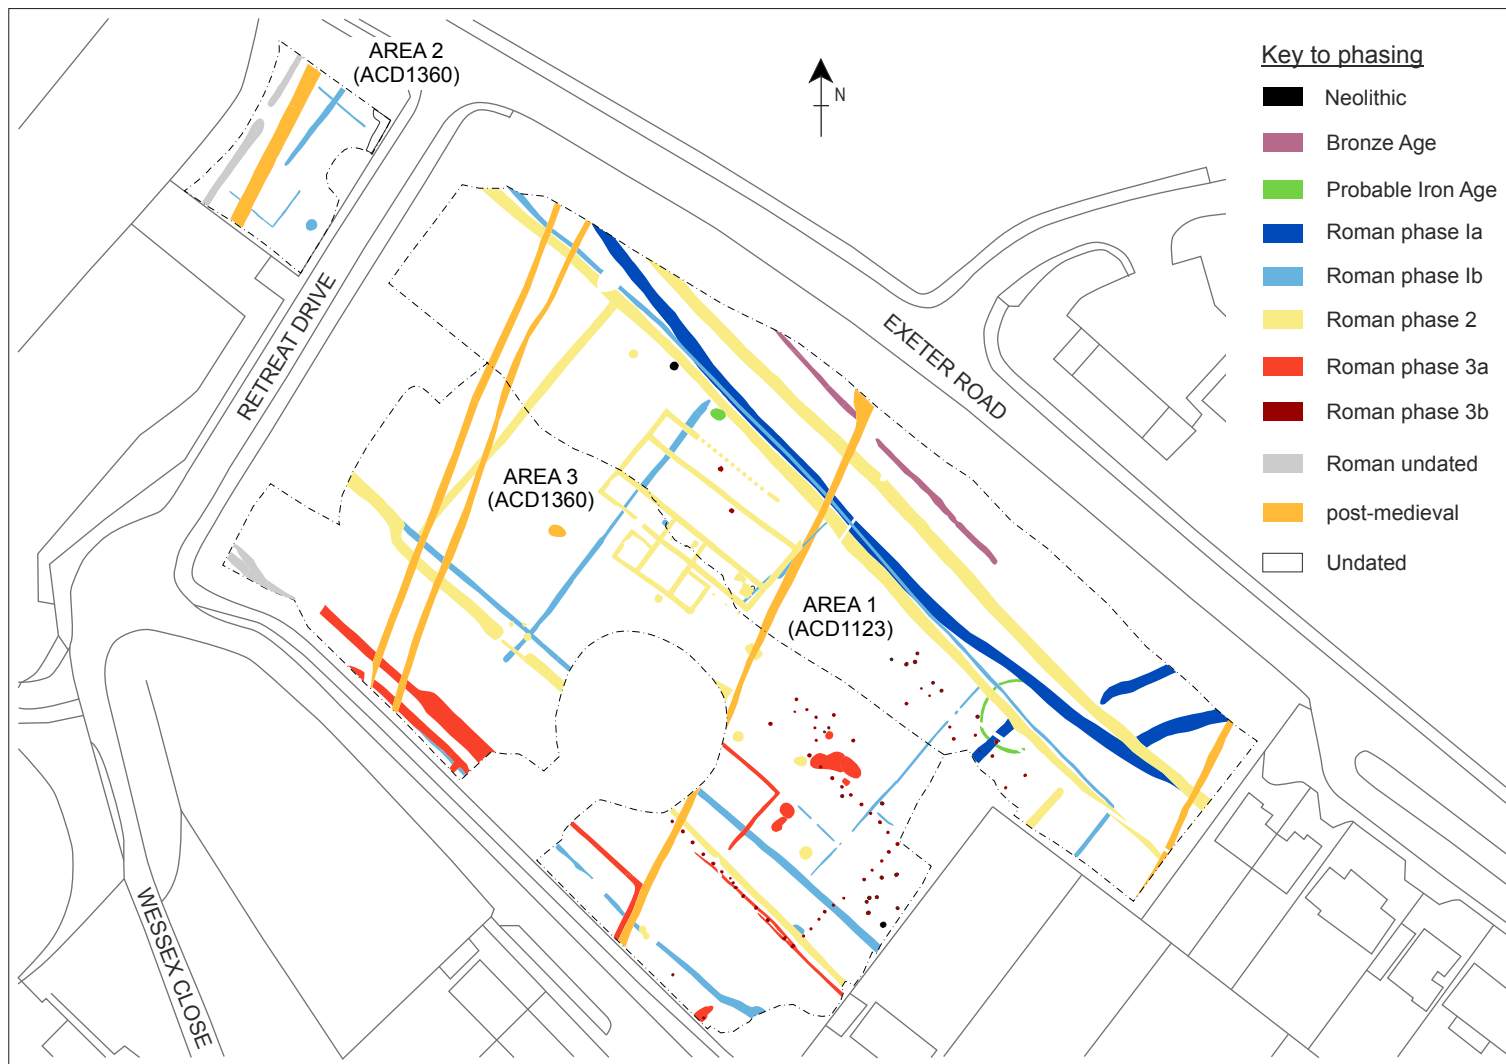 AREA 2
(ACD1360)
N
Key to phasing
Neolithic
Bronze Age
Probable Iron Age
Roman phase Ia
Roman phase Ib
Roman phase 2
Roman phase 3a
Roman phase 3b
Roman undated
post-medieval
Undated
RETREAT DRIVE
EXETER ROAD
AREA 3
(ACD1360)
AREA 1
(ACD1123)
WESSEX CLOSE